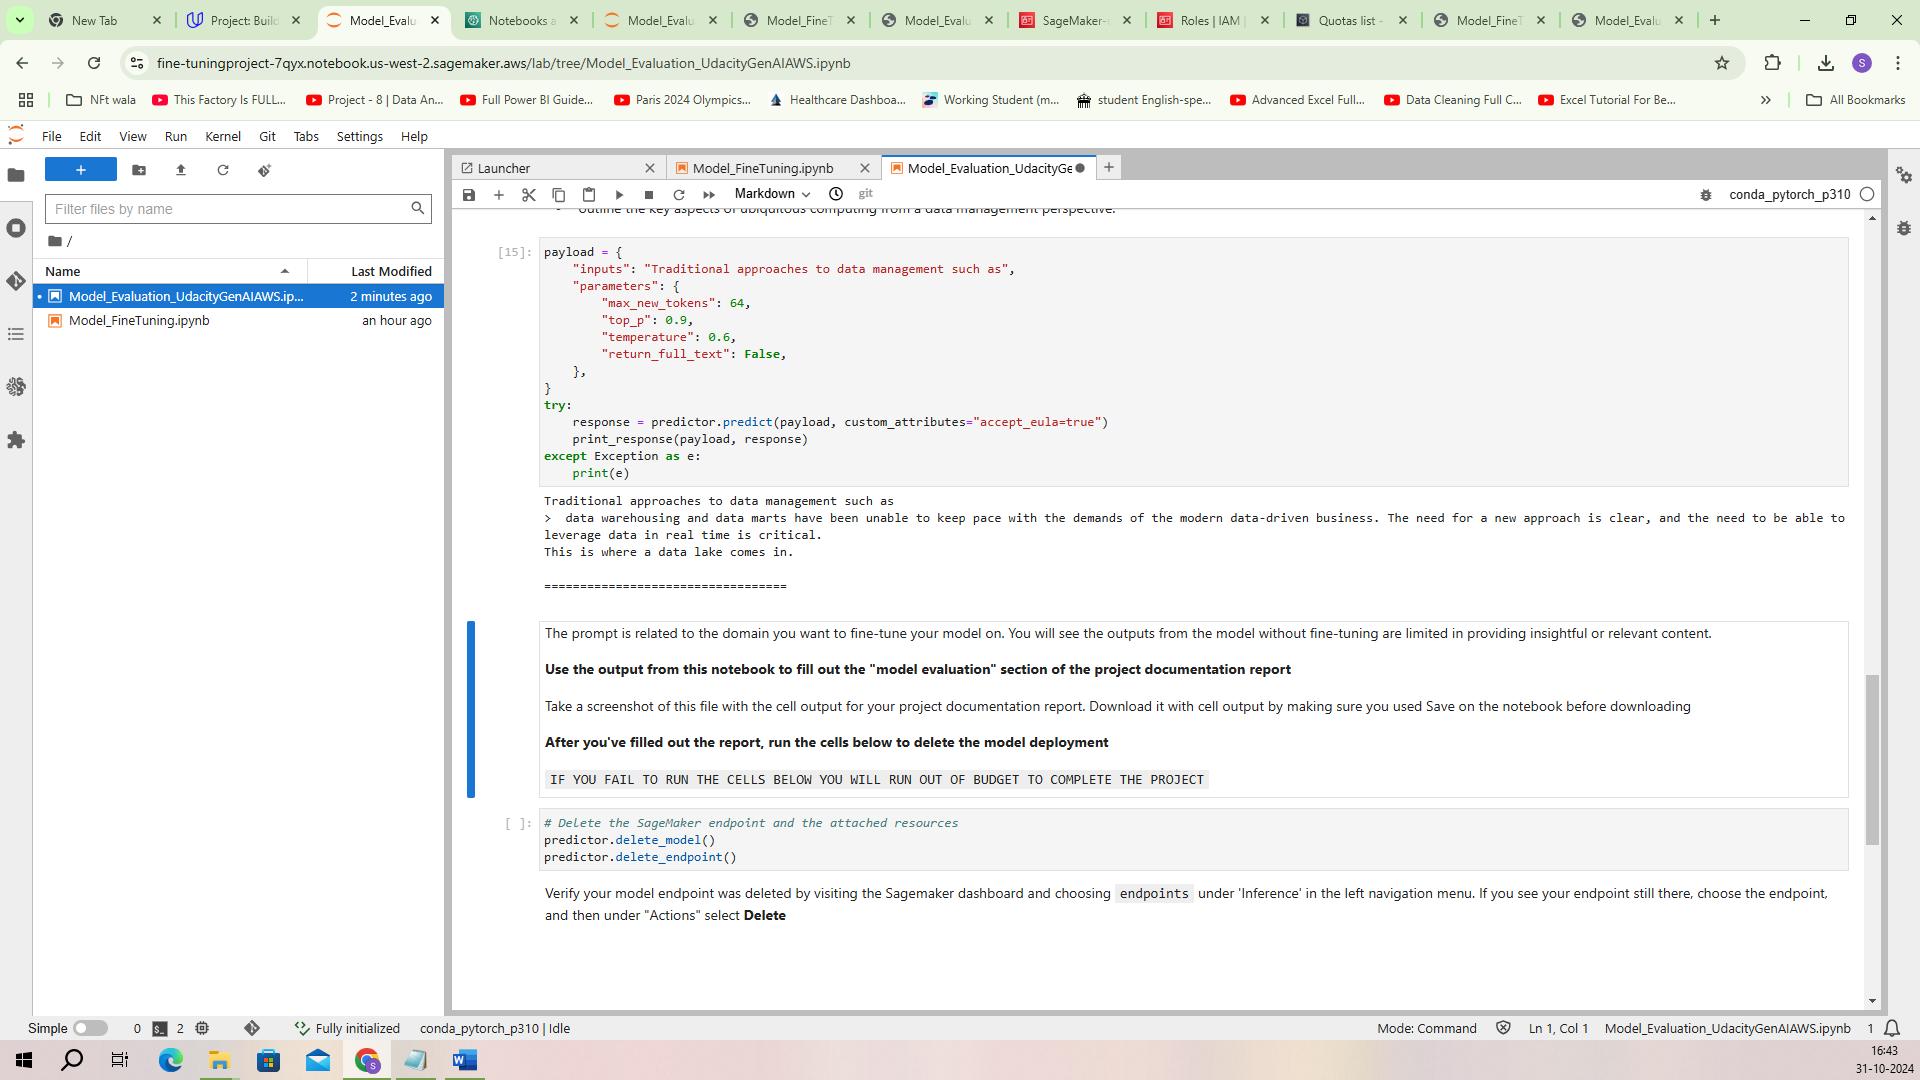 New Tab
Project: Build
Model_Evalu
Notebooks a
Model_Evalu
Model_FineT
Model_Evalu
SageMaker-
Roles | IAM |
Quotas list -
Model_FineT
Model_Evalu
fine-tuningproject-7qyx.notebook.us-west-2.sagemaker.aws/lab/tree/Model_Evaluation_UdacityGenAIAWS.ipynb
S
NFt wala
This Factory Is FULL...
Project - 8 | Data An...
Full Power BI Guide...
Paris 2024 Olympics...
Healthcare Dashboa...
Working Student (m...
student English-spe...
Advanced Excel Full...
Data Cleaning Full C...
Excel Tutorial For Be...
All Bookmarks
File Edit View Run Kernel Git Tabs Settings Help
Launcher
Model_FineTuning.ipynb
Model_Evaluation_UdacityGe
Markdown
git
conda_pytorch_p310
Filter files by name
/
Name Last Modified
Model_Evaluation_UdacityGenAIAWS.ip... 2 minutes ago
Model_FineTuning.ipynb an hour ago
outline the key aspects of ubiquitous computing from a data management perspective.
[15]: payload = {
"inputs": "Traditional approaches to data management such as",
"parameters": {
"max_new_tokens": 64,
"top_p": 0.9,
"temperature": 0.6,
"return_full_text": False,
},
}
try:
response = predictor.predict(payload, custom_attributes="accept_eula=true")
print_response(payload, response)
except Exception as e:
print(e)
Traditional approaches to data management such as
> data warehousing and data marts have been unable to keep pace with the demands of the modern data-driven business. The need for a new approach is clear, and the need to be able to
leverage data in real time is critical.
This is where a data lake comes in.
==================================
The prompt is related to the domain you want to fine-tune your model on. You will see the outputs from the model without fine-tuning are limited in providing insightful or relevant content.
Use the output from this notebook to fill out the "model evaluation" section of the project documentation report
Take a screenshot of this file with the cell output for your project documentation report. Download it with cell output by making sure you used Save on the notebook before downloading
After you've filled out the report, run the cells below to delete the model deployment
IF YOU FAIL TO RUN THE CELLS BELOW YOU WILL RUN OUT OF BUDGET TO COMPLETE THE PROJECT
[ ]: # Delete the SageMaker endpoint and the attached resources
predictor.delete_model()
predictor.delete_endpoint()
Verify your model endpoint was deleted by visiting the Sagemaker dashboard and choosing endpoints under 'Inference' in the left navigation menu. If you see your endpoint still there, choose the endpoint,
and then under "Actions" select Delete
Simple 0 2 Fully initialized conda_pytorch_p310 | Idle Mode: Command Ln 1, Col 1 Model_Evaluation_UdacityGenAIAWS.ipynb 1
16:43
31-10-2024